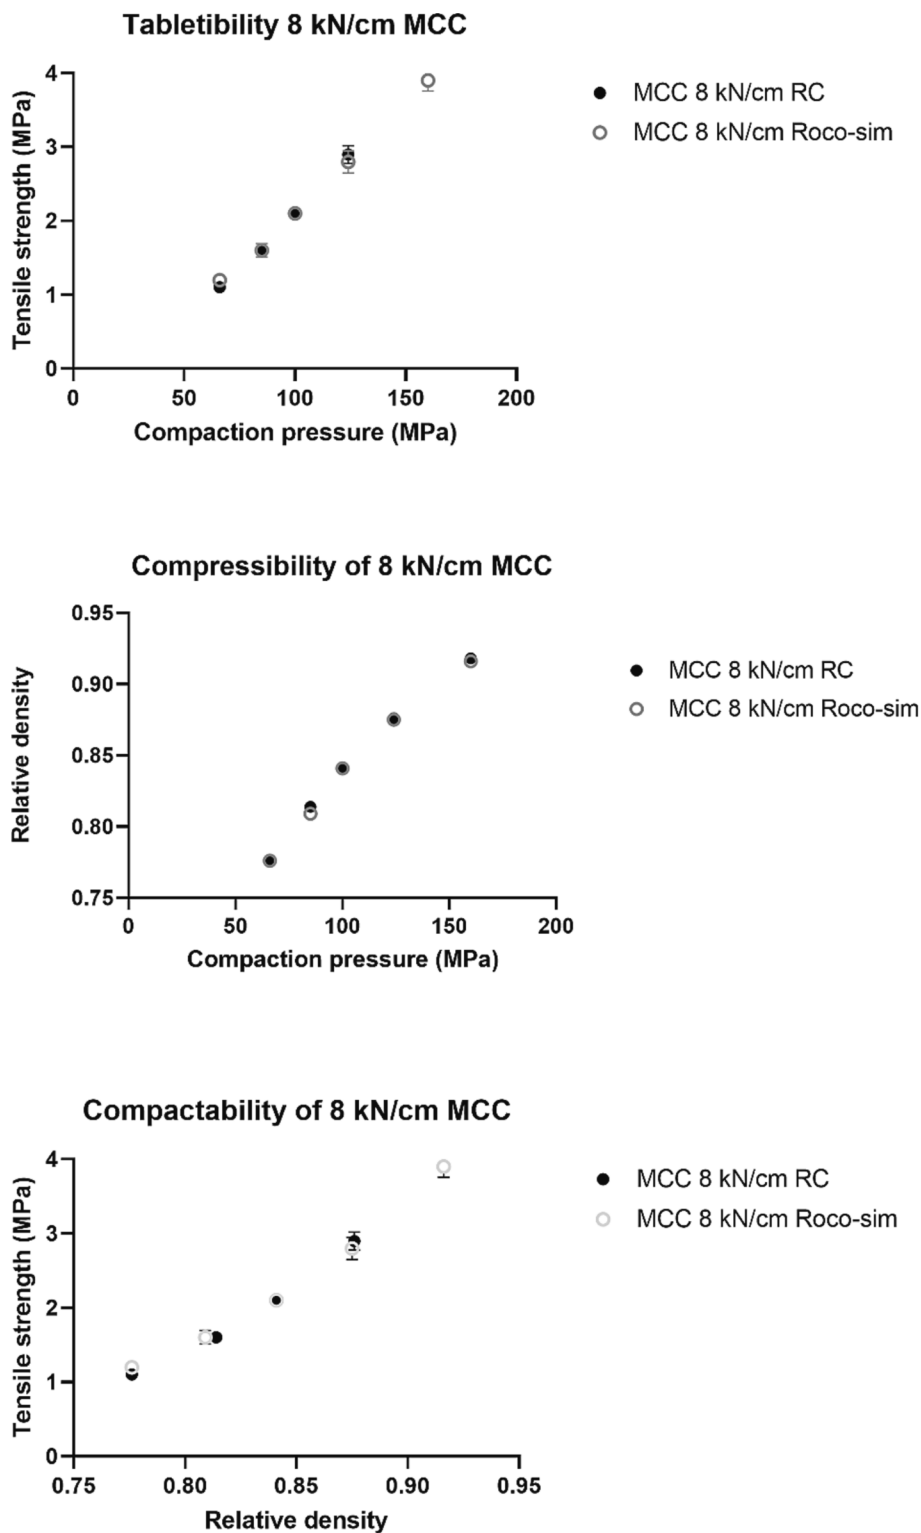 Tabletibility 8 kN/cm MCC
4
3
2
1
0
Tensile strength (MPa)
0 50 100 150 200
Compaction pressure (MPa)
MCC 8 kN/cm RC
MCC 8 kN/cm Roco-sim
Compressibility of 8 kN/cm MCC
0.95
0.90
0.85
0.80
0.75
Relative density
0 50 100 150 200
Compaction pressure (MPa)
MCC 8 kN/cm RC
MCC 8 kN/cm Roco-sim
Compactability of 8 kN/cm MCC
4
3
2
1
0
Tensile strength (MPa)
0.75 0.80 0.85 0.90 0.95
Relative density
MCC 8 kN/cm RC
MCC 8 kN/cm Roco-sim